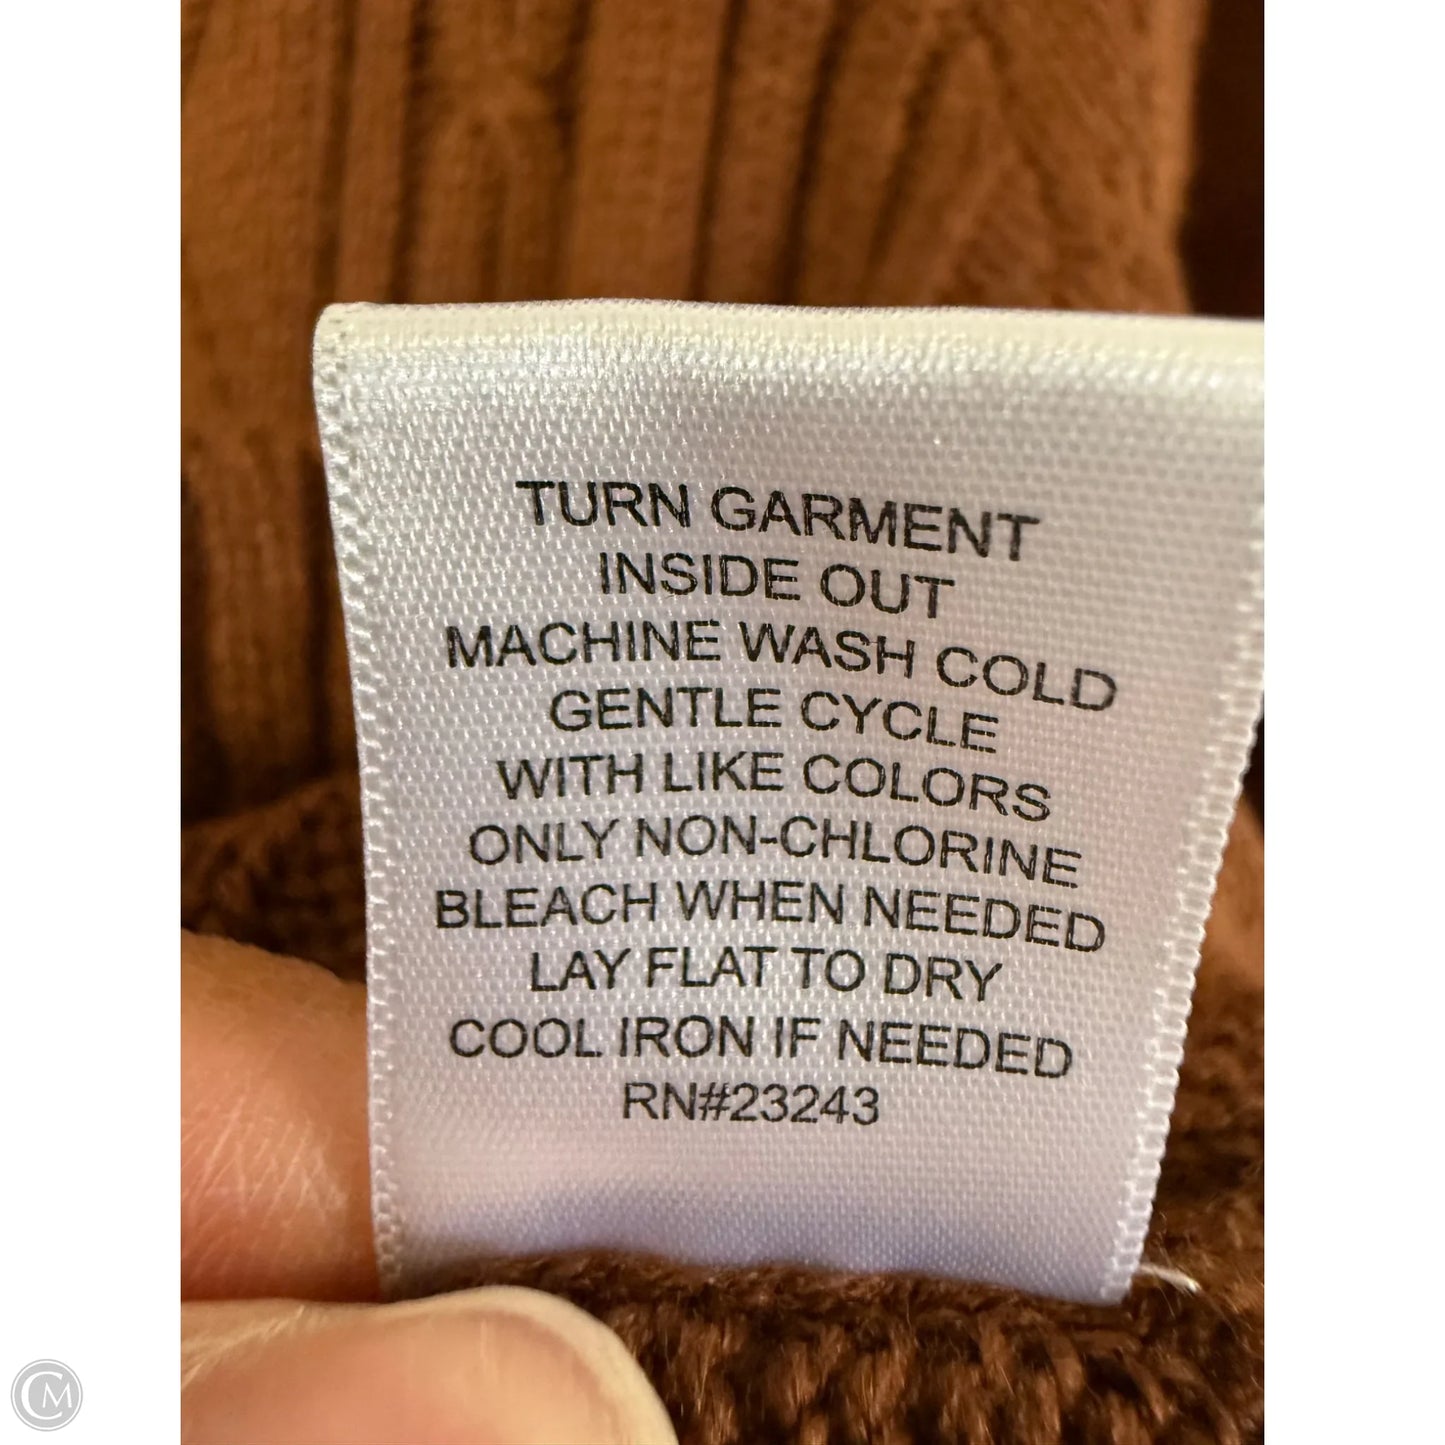 TURN GARMENT
INSIDE OUT
MACHINE WASH COLD
GENTLE CYCLE
WITH LIKE COLORS
ONLY NON-CHLORINE
BLEACH WHEN NEEDED
LAY FLAT TO DRY
COOL IRON IF NEEDED
RN#23243
CM